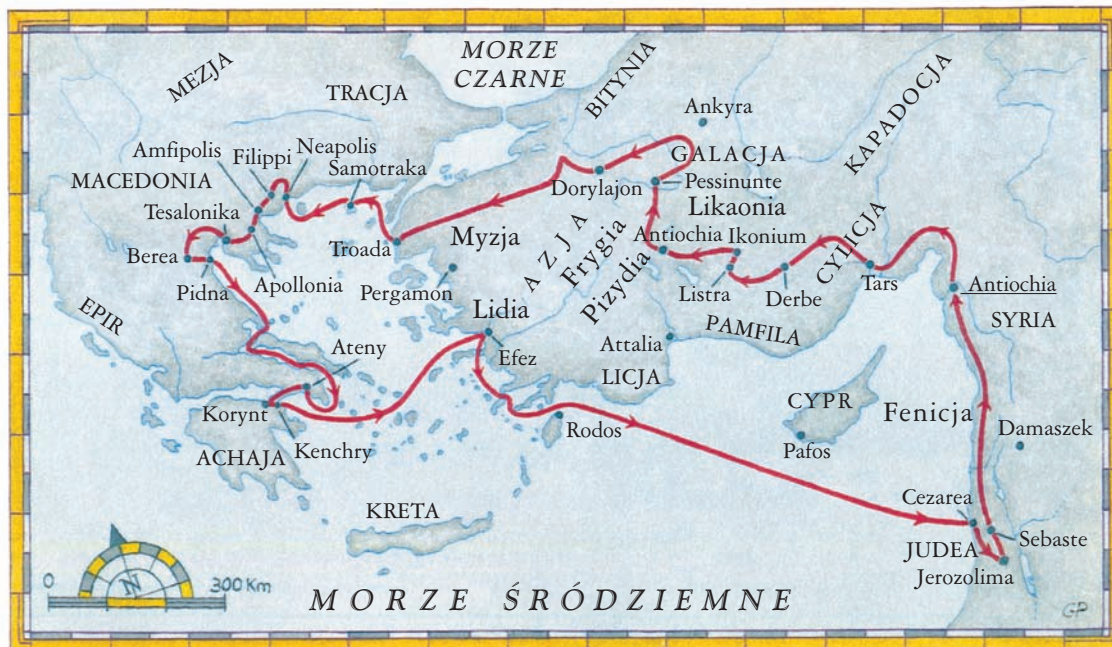 MORZE
CZARNE
MEZJA
TRACJA
BITYNIA
KAPADOCJA
Ankyra
Neapolis
Amfipolis
Filippi
Samotraka
GALACJA
MACEDONIA
Dorylajon
Pessinunte
Tesalonika
Likaonia
Troada
Myzja
AZJA
Frygia
Antiochia
Ikonium
CYLICJA
Berea
Pizydia
Pidna
Apollonia
Pergamon
Listra
Derbe
Tars
Antiochia
EPIR
Lidia
PAMFILA
SYRIA
Ateny
Efez
Attalia
LICJA
Korynt
CYPR
Fenicja
Kenchry
Rodos
Pafos
Damaszek
ACHAJA
KRETA
Cezarea
Sebaste
JUDEA
Jerozolima
0
300 Km
N
MORZE ŚRÓDZIEMNE
GP